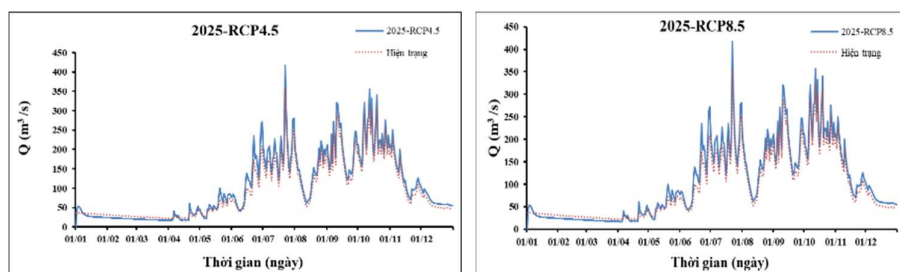 2025-RCP4.5
2025-RCP4.5
Hiện trạng
450
400
350
300
250
200
150
100
50
0
Q (m³/s)
01/01 01/02 01/03 01/04 01/05 01/06 01/07 01/08 01/09 01/10 01/11 01/12
Thời gian (ngày)
2025-RCP8.5
2025-RCP8.5
Hiện trạng
450
400
350
300
250
200
150
100
50
0
Q (m³/s)
01/01 01/02 01/03 01/04 01/05 01/06 01/07 01/08 01/09 01/10 01/11 01/12
Thời gian (ngày)